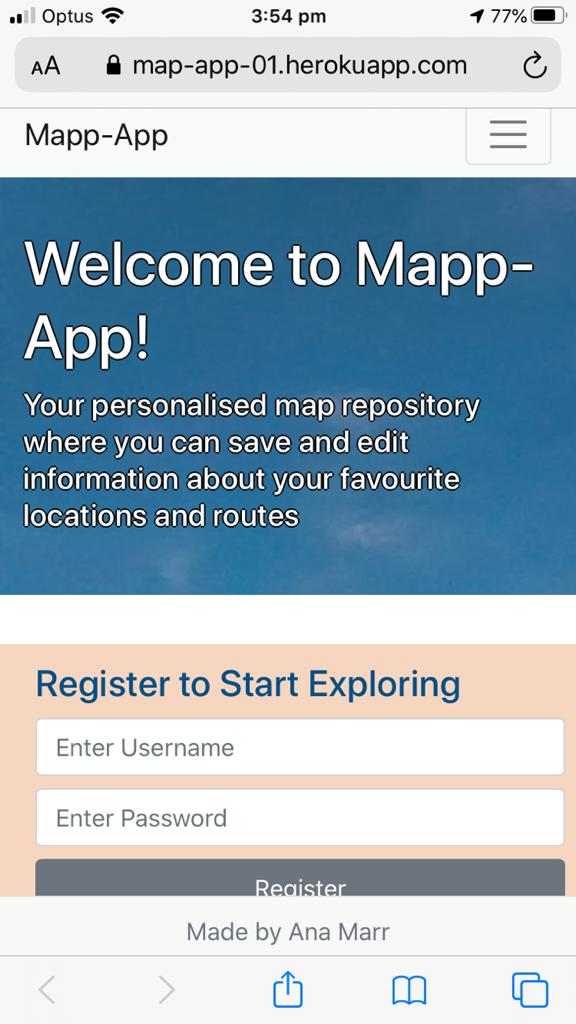 Optus 3:54 pm 77%
AA map-app-01.herokuapp.com
Mapp-App
Welcome to Mapp-
App!
Your personalised map repository
where you can save and edit
information about your favourite
locations and routes
Register to Start Exploring
Enter Username
Enter Password
Register
Made by Ana Marr